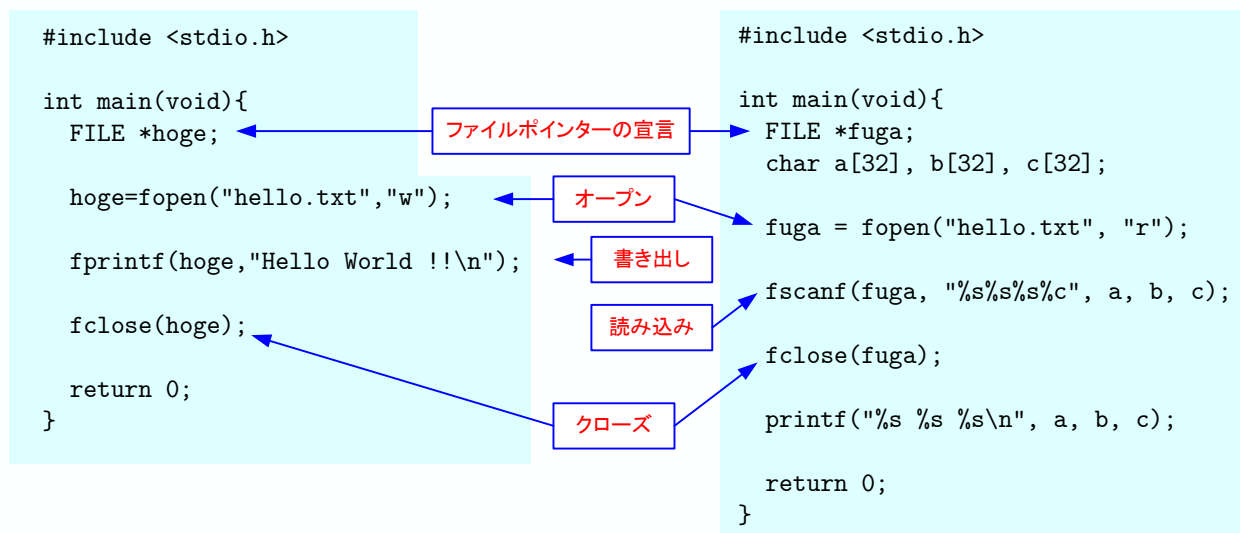 #include <stdio.h>
int main(void){
FILE *hoge;
hoge=fopen("hello.txt","w");
fprintf(hoge,"Hello World !!\n");
fclose(hoge);
return 0;
}
ファイルポインターの宣言
オープン
書き出し
読み込み
クローズ
#include <stdio.h>
int main(void){
FILE *fuga;
char a[32], b[32], c[32];
fuga = fopen("hello.txt", "r");
fscanf(fuga, "%s%s%s%c", a, b, c);
fclose(fuga);
printf("%s %s %s\n", a, b, c);
return 0;
}